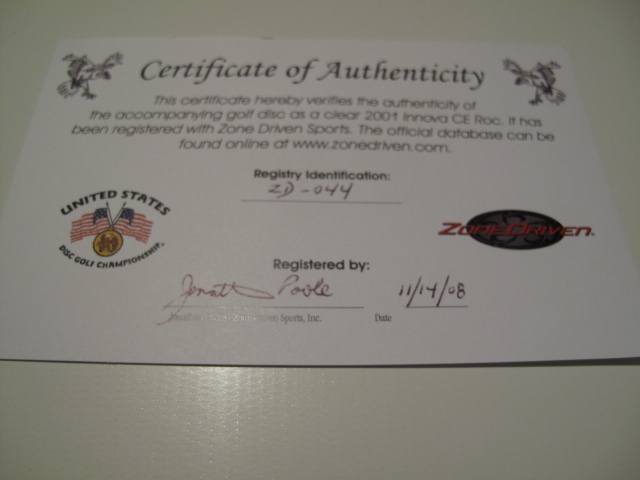 Certificate of Authenticity
This certificate hereby verifies the authenticity of
the accompanying golf disc as a clear 2001 Innova CE Roc. It has
been registered with Zone Driven Sports. The official database can be
found online at www.zonedriven.com.
Registry Identification:
ZD-044
UNITED STATES
DISC GOLF CHAMPIONSHIP
ZONE DRIVEN
Registered by:
Poole 11/14/08
Sports, Inc. Date